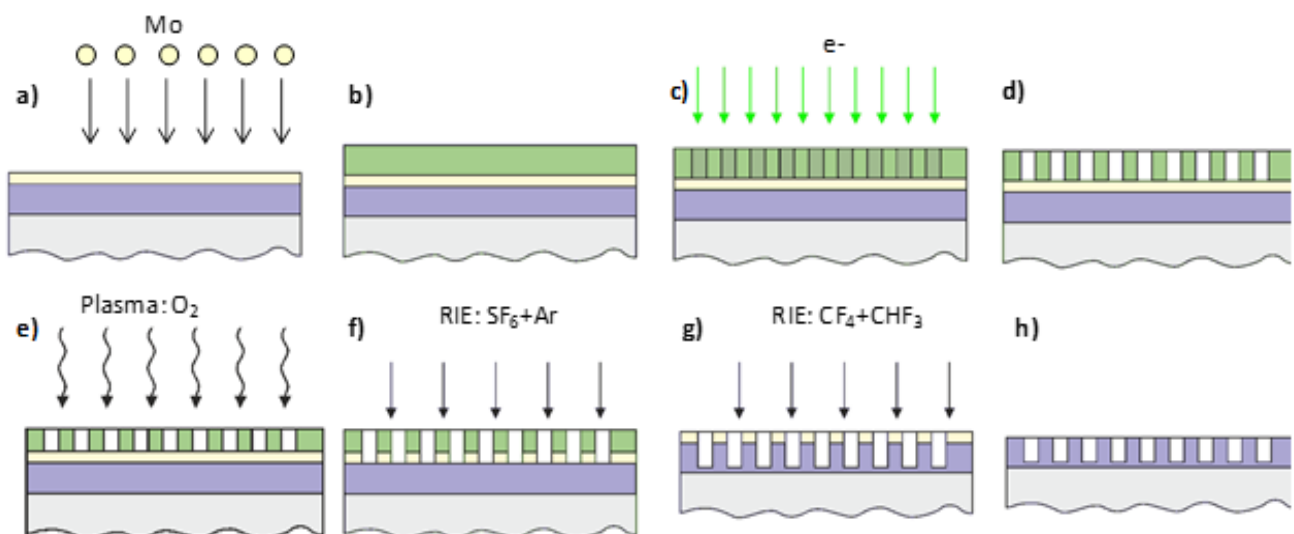 Mo
a)
b)
e-
c)
d)
Plasma: O₂
e)
RIE: SF₆+Ar
f)
RIE: CF₄+CHF₃
g)
h)